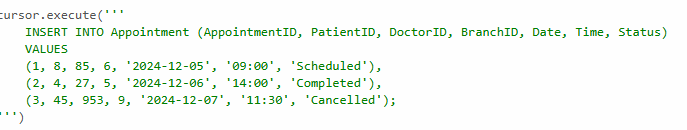 cursor.execute('''
INSERT INTO Appointment (AppointmentID, PatientID, DoctorID, BranchID, Date, Time, Status)
VALUES
(1, 8, 85, 6, '2024-12-05', '09:00', 'Scheduled'),
(2, 4, 27, 5, '2024-12-06', '14:00', 'Completed'),
(3, 45, 953, 9, '2024-12-07', '11:30', 'Cancelled');
''')